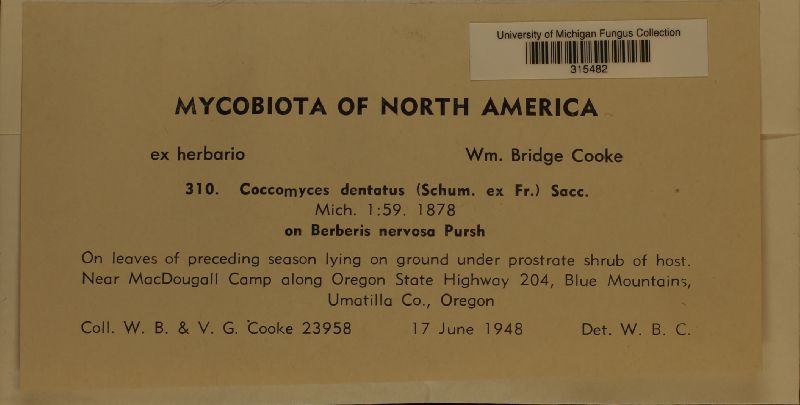 University of Michigan Fungus Collection
315482
MYCOBIOTA OF NORTH AMERICA
ex herbario Wm. Bridge Cooke
310. Coccomyces dentatus (Schum. ex Fr.) Sacc.
Mich. 1:59. 1878
on Berberis nervosa Pursh
On leaves of preceding season lying on ground under prostrate shrub of host.
Near MacDougall Camp along Oregon State Highway 204, Blue Mountains,
Umatilla Co., Oregon
Coll. W. B. & V. G. Cooke 23958 17 June 1948 Det. W. B. C.